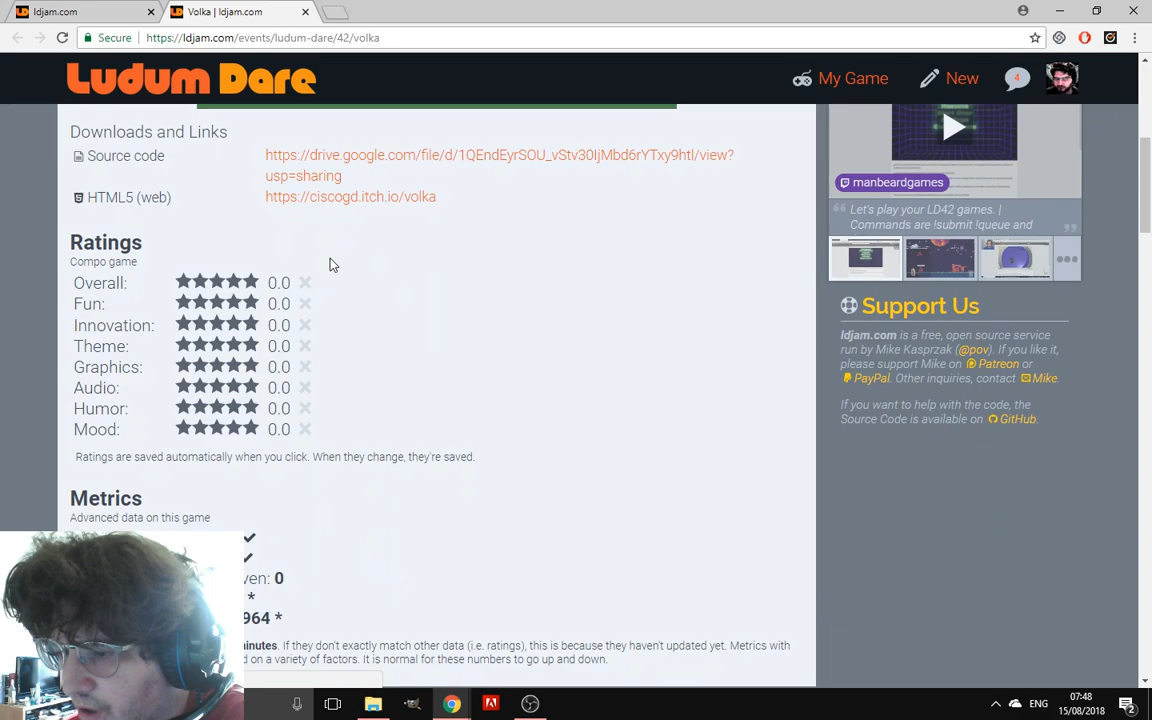 ldjam.com
Volka | ldjam.com
Secure
https://ldjam.com/events/ludum-dare/42/volka
LUDUM DARE
My Game
New
4
Downloads and Links
Source code
https://drive.google.com/file/d/1QEndEyrSOU_vStv30IjMbd6rYTxy9htl/view?
usp=sharing
HTML5 (web)
https://ciscogd.itch.io/volka
Ratings
Compo game
Overall: 0.0
Fun: 0.0
Innovation: 0.0
Theme: 0.0
Graphics: 0.0
Audio: 0.0
Humor: 0.0
Mood: 0.0
Ratings are saved automatically when you click. When they change, they're saved.
Metrics
Advanced data on this game
ven: 0
*
964 *
inutes. If they don't exactly match other data (i.e. ratings), this is because they haven't updated yet. Metrics with
d on a variety of factors. It is normal for these numbers to go up and down.
manbeardgames
Let's play your LD42 games. |
Commands are !submit !queue and
Support Us
ldjam.com is a free, open source service
run by Mike Kasprzak (@pov). If you like it,
please support Mike on Patreon or
PayPal. Other inquiries, contact Mike.
If you want to help with the code, the
Source Code is available on GitHub.
ENG
07:48
15/08/2018
2